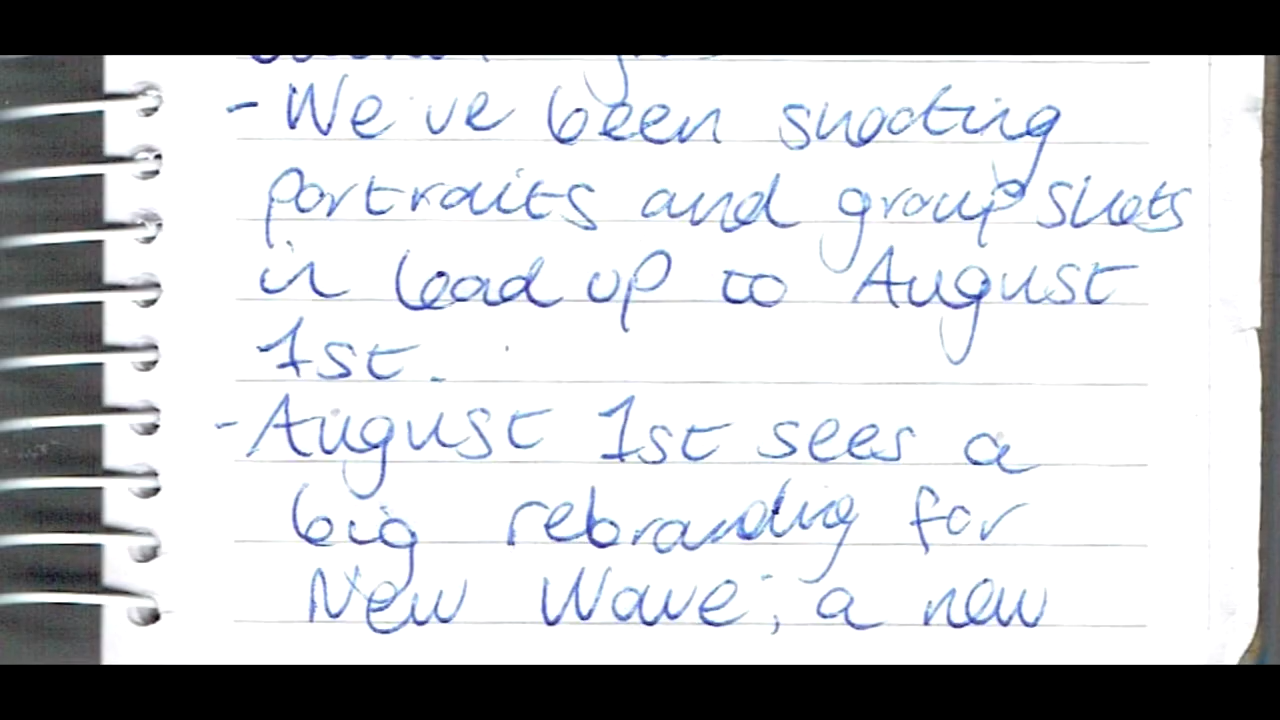 - We've been shooting
portraits and group shots
in lead up to August
1st.
- August 1st sees a
big rebranding for
New Wave; a new